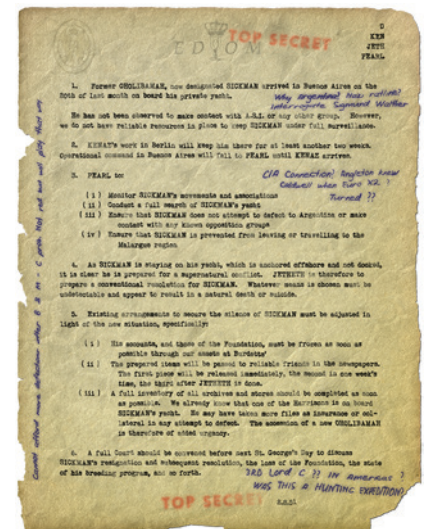 TOP SECRET
EDIOM
D
KEN
JETH
PEARL
1. Former OHOLIBAMAH, now designated SICKMAN arrived in Buenos Aires on the
30th of last month on board his private yacht.
Why Argentina? Nazi ratline?
Interrogate Sigmund Walther
He has not been observed to make contact with A.B.I. or any other group. However,
we do not have reliable resources in place to keep SICKMAN under full surveillance.
2. KENAZ's work in Berlin will keep him there for at least another two weeks.
Operational command in Buenos Aires will fall to PEARL until KENAZ arrives.
CIA Connection! Angleton knew
Caldwell when Euro X2!
Turned??
3. PEARL to:
(i) Monitor SICKMAN's movements and associations
(ii) Conduct a full search of SICKMAN's yacht
(iii) Ensure that SICKMAN does not attempt to defect to Argentina or make
contact with any known opposition groups
(iv) Ensure that SICKMAN is prevented from leaving or travelling to the
Malargue region
4. As SICKMAN is staying on his yacht, which is anchored offshore and not docked,
it is clear he is prepared for a supernatural conflict. JETHETH is therefore to
prepare a conventional resolution for SICKMAN. Whatever means is chosen must be
undetectable and appear to result in a natural death or suicide.
5. Existing arrangements to secure the silence of SICKMAN must be adjusted in
light of the new situation, specifically:
(i) His accounts, and those of the Foundation, must be frozen as soon as
possible through our assets at Burdetts'
(ii) The prepared items will be passed to reliable friends in the newspapers.
The first piece will be released immediately, the second in one week's
time, the third after JETHETH is done.
(iii) A full inventory of all archives and stores should be completed as soon
as possible. We already know that one of the Harrisons is on board
SICKMAN's yacht. He may have taken more files as insurance or col-
lateral in any attempt to defect. The accession of a new OHOLIBAMAH
is therefore of added urgency.
6. A full Court should be convened before next St. George's Day to discuss
SICKMAN's resignation and subsequent resolution, the loss of the Foundation, the state
of his breeding program, and so forth.
3RD Lord C ?? in Americas?
WAS THIS A HUNTING EXPEDITION?
TOP SECRET
Cannot afford more defections after B & M - C